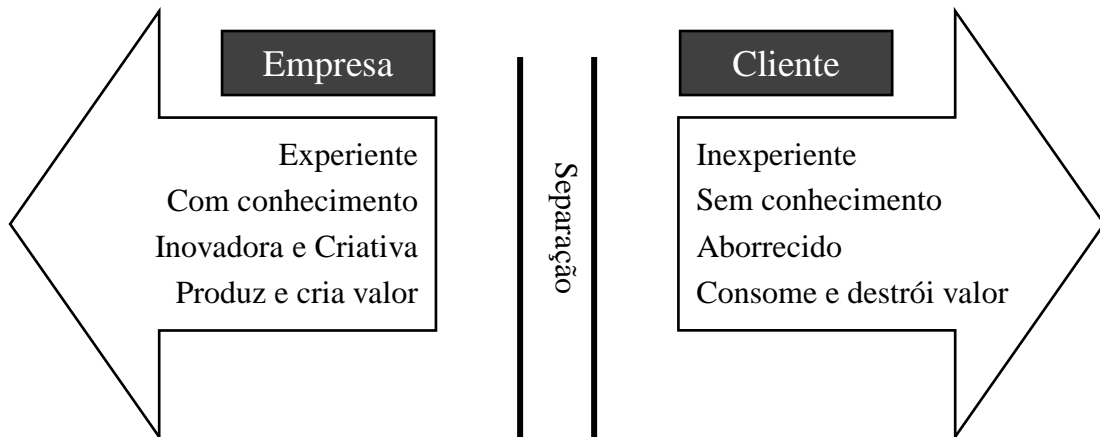 Empresa
Experiente
Com conhecimento
Inovadora e Criativa
Produz e cria valor
Separação
Cliente
Inexperiente
Sem conhecimento
Aborrecido
Consome e destrói valor